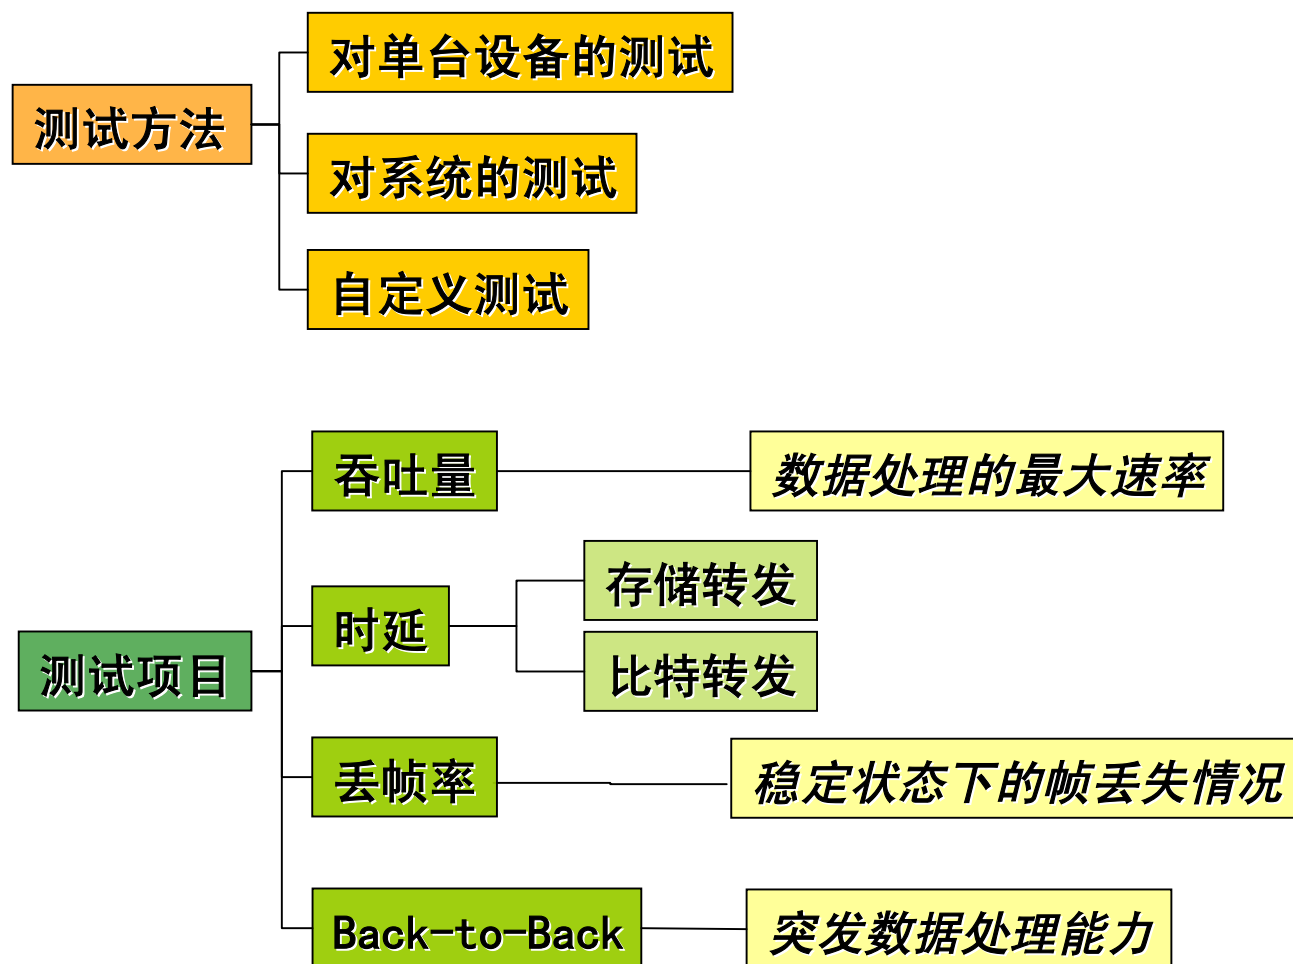 对单台设备的测试
测试方法
对系统的测试
自定义测试
吞吐量
数据处理的最大速率
存储转发
时延
比特转发
测试项目
丢帧率
稳定状态下的帧丢失情况
Back-to-Back
突发数据处理能力